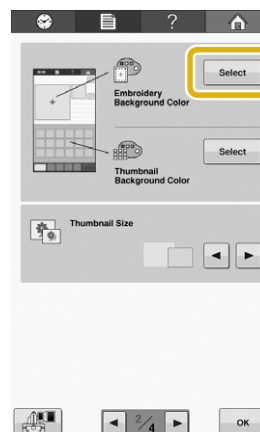 ?
Select
Embroidery
Background Color
Select
Thumbnail
Background Color
Thumbnail Size
2/4
OK